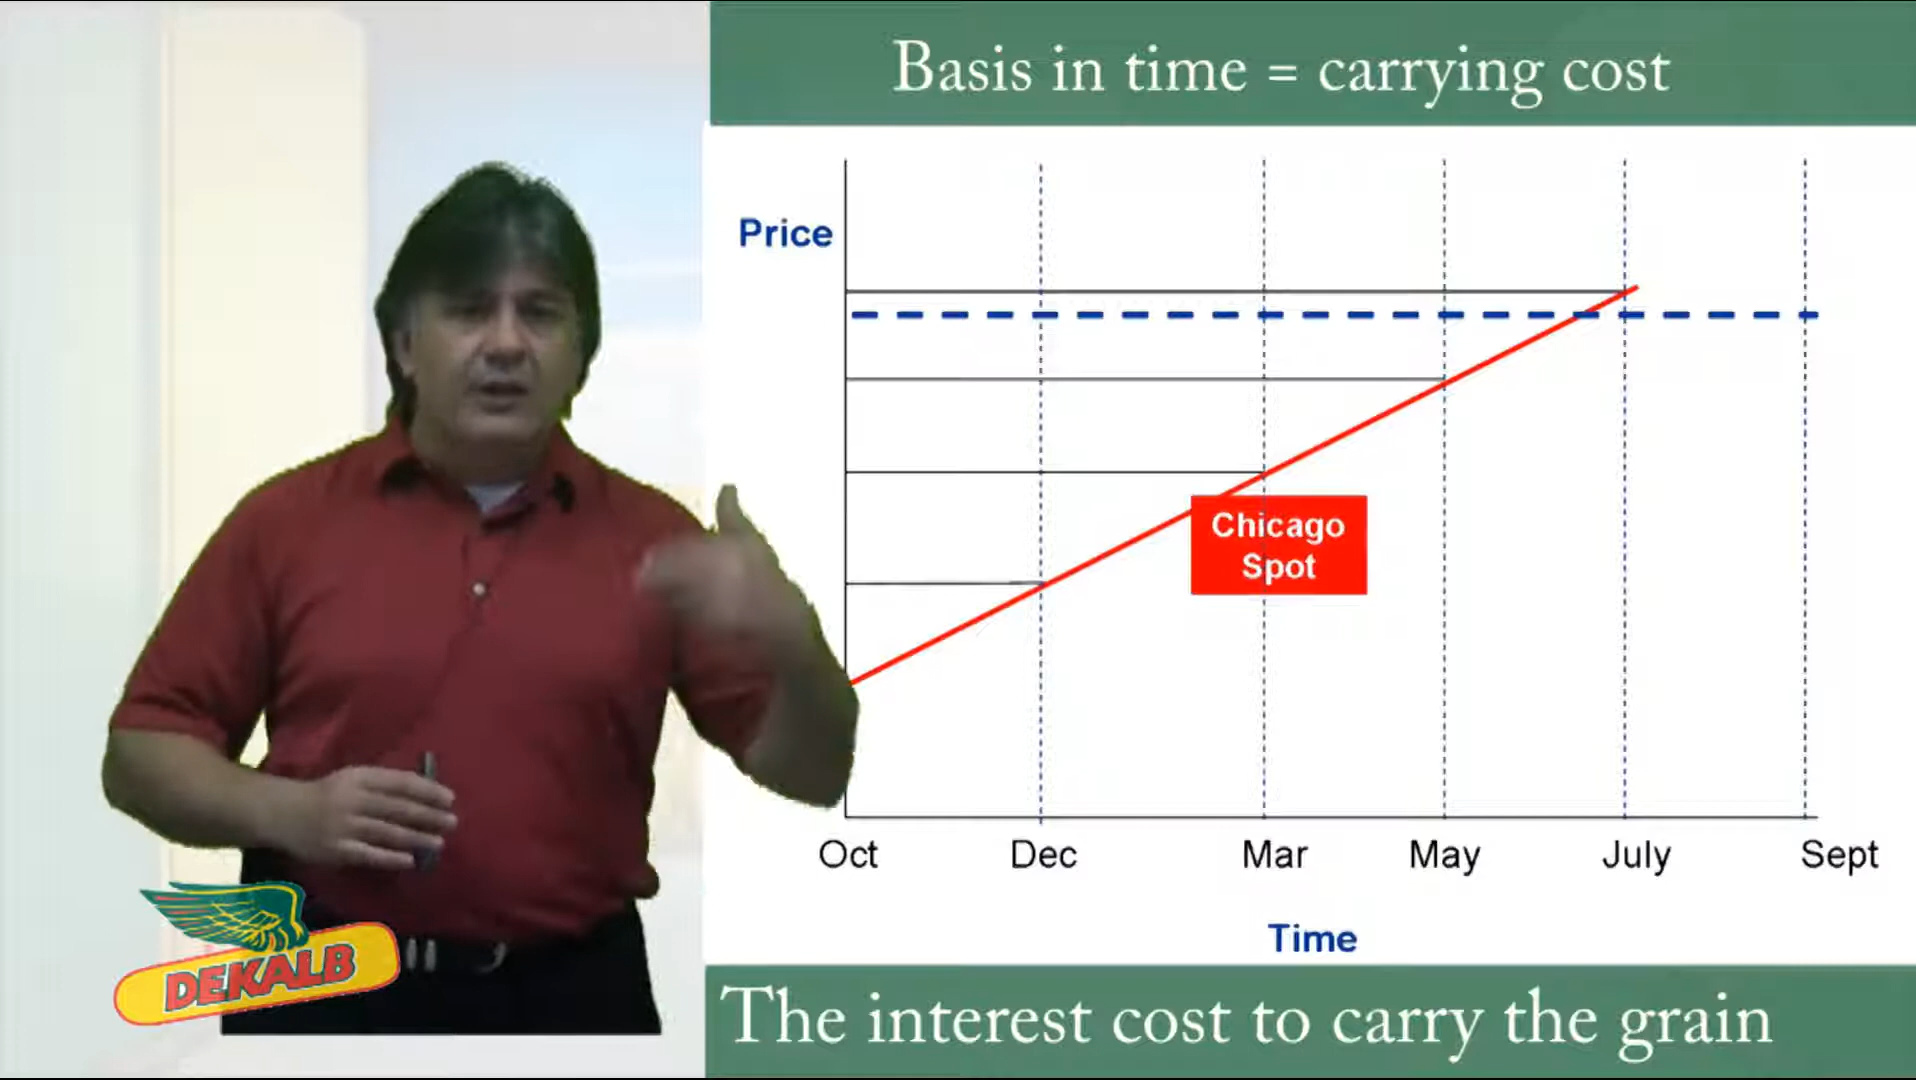 Basis in time = carrying cost
Price
Chicago
Spot
Oct Dec Mar May July Sept
Time
The interest cost to carry the grain
DEKALB